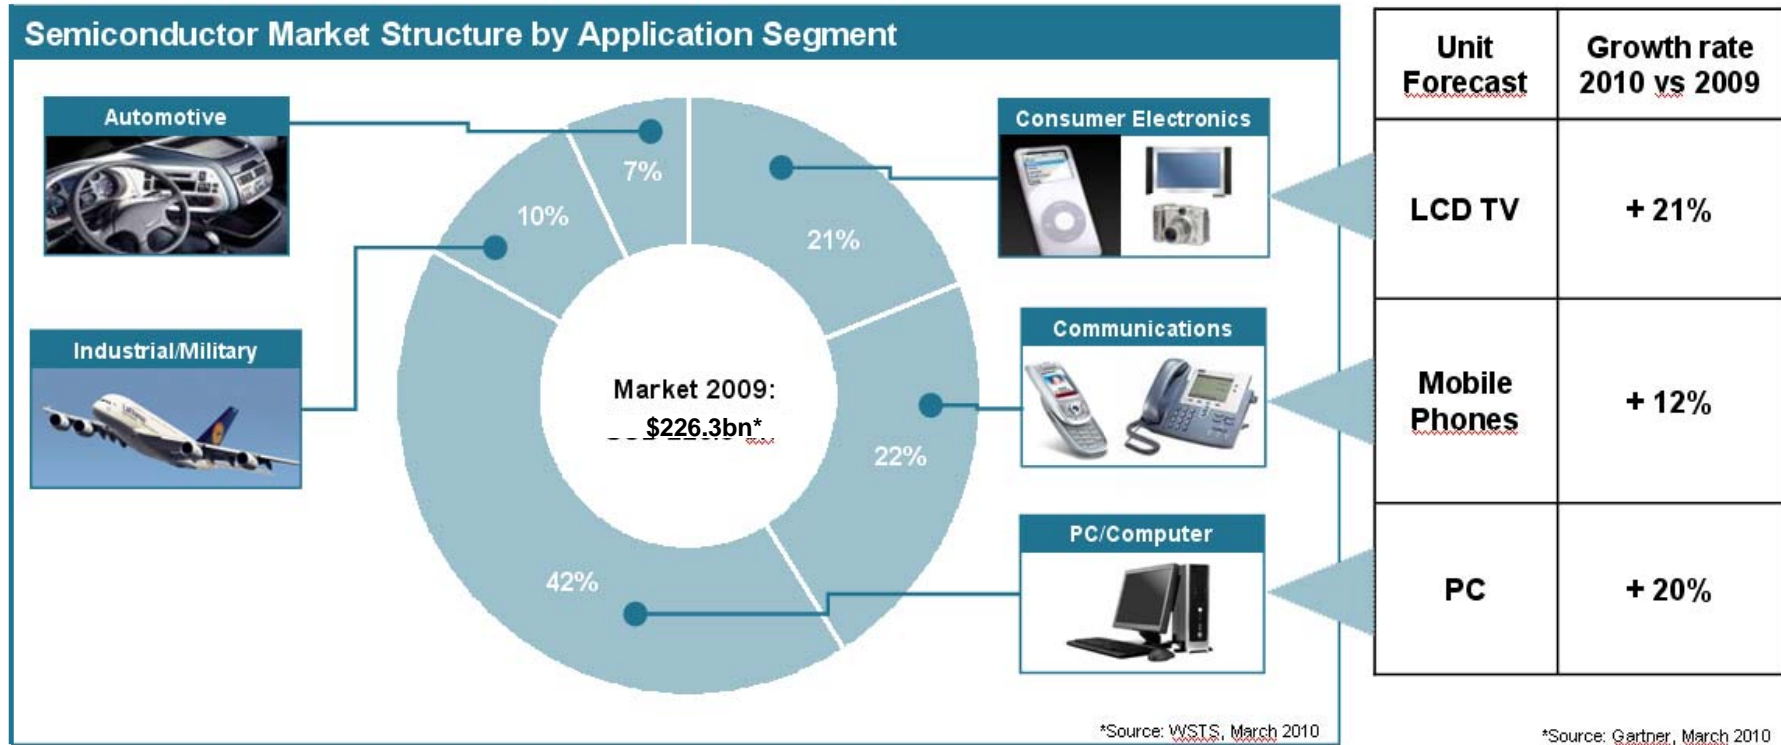 Semiconductor Market Structure by Application Segment
Automotive
7%
10%
Industrial/Military
42%
Market 2009:
$226.3bn*
21%
22%
Consumer Electronics
Communications
PC/Computer
*Source: WSTS, March 2010
Unit
Forecast
Growth rate
2010 vs 2009
LCD TV
+ 21%
Mobile
Phones
+ 12%
PC
+ 20%
*Source: Gartner, March 2010